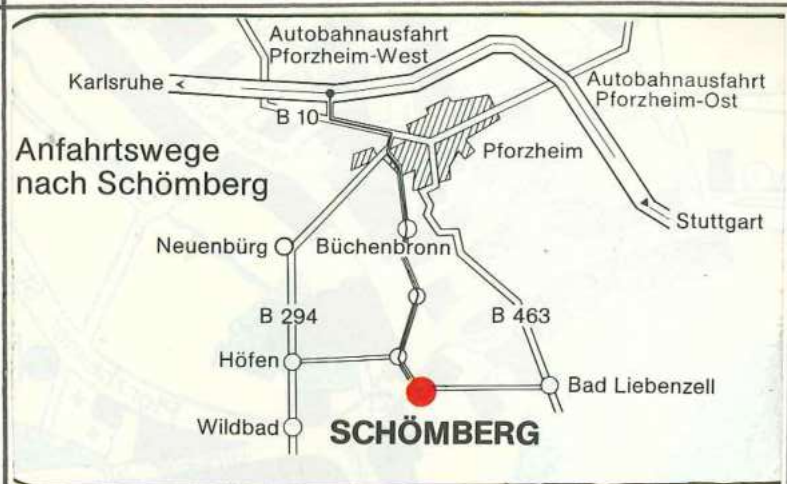 Autobahnausfahrt
Pforzheim-West
Karlsruhe
Autobahnausfahrt
Pforzheim-Ost
B 10
Anfahrtswege
nach Schömberg
Pforzheim
Stuttgart
Neuenbürg
Büchenbronn
B 294
B 463
Höfen
Bad Liebenzell
Wildbad
SCHÖMBERG